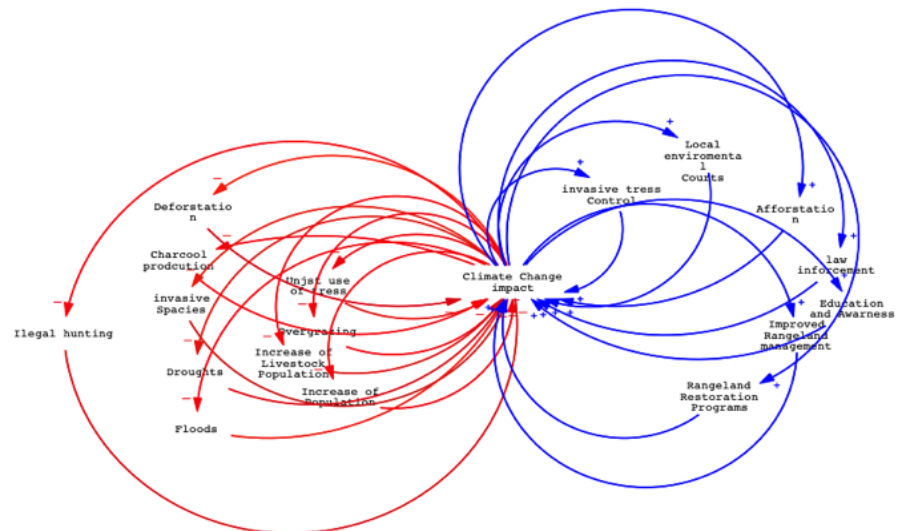 Local
enviromenta
l
Courts
invasive tress
Control
Afforstatio
n
law
inforcement
Education
and Awarness
Improved
Rangeland
management
Rangeland
Restoration
Programs
Climate Change
impact
Deforstatio
n
Charcool
prodcution
invasive
Spacies
Unjst use
of tress
Overgrazing
Increase of
Livestock
Population
Increase of
Population
Droughts
Floods
Ilegal hunting